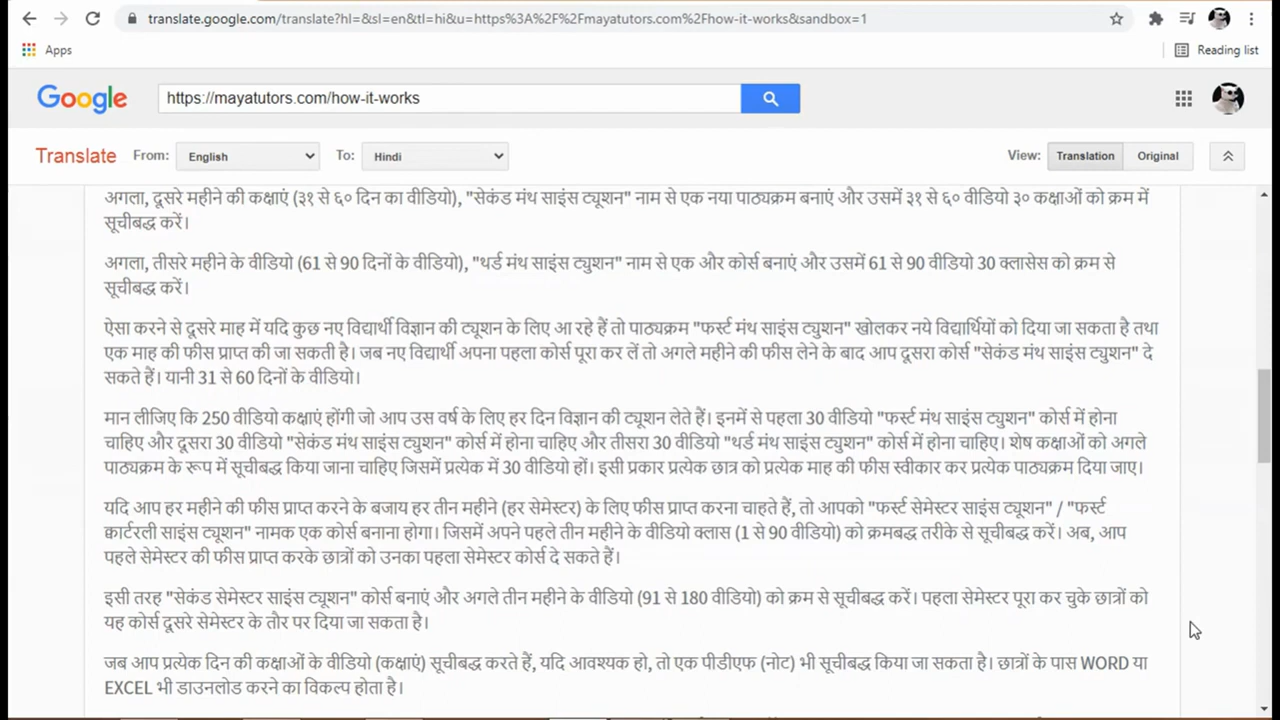 translate.google.com/translate?hl=&sl=en&tl=hi&u=https%3A%2F%2Fmayatutors.com%2Fhow-it-works&sandbox=1
Apps
Reading list
Google
https://mayatutors.com/how-it-works
Translate
From:
English
To:
Hindi
View:
Translation
Original
अगला, दूसरे महीने की कक्षाएं (३१ से ६० दिन का वीडियो), "सेकंड मंथ साइंस ट्यूशन" नाम से एक नया पाठ्यक्रम बनाएं और उसमें ३१ से ६० वीडियो ३० कक्षाओं को क्रम में
सूचीबद्ध करें।
अगला, तीसरे महीने के वीडियो (61 से 90 दिनों के वीडियो), "थर्ड मंथ साइंस ट्युशन" नाम से एक और कोर्स बनाएं और उसमें 61 से 90 वीडियो 30 क्लासेस को क्रम से
सूचीबद्ध करें।
ऐसा करने से दूसरे माह में यदि कुछ नए विद्यार्थी विज्ञान की ट्यूशन के लिए आ रहे हैं तो पाठ्यक्रम "फर्स्ट मंथ साइंस ट्युशन" खोलकर नये विद्यार्थियों को दिया जा सकता है तथा
एक माह की फीस प्राप्त की जा सकती है। जब नए विद्यार्थी अपना पहला कोर्स पूरा कर लें तो अगले महीने की फीस लेने के बाद आप दूसरा कोर्स "सेकंड मंथ साइंस ट्युशन" दे
सकते हैं। यानी 31 से 60 दिनों के वीडियो।
मान लीजिए कि 250 वीडियो कक्षाएं होंगी जो आप उस वर्ष के लिए हर दिन विज्ञान की ट्यूशन लेते हैं। इनमें से पहला 30 वीडियो "फर्स्ट मंथ साइंस ट्युशन" कोर्स में होना
चाहिए और दूसरा 30 वीडियो "सेकंड मंथ साइंस ट्युशन" कोर्स में होना चाहिए और तीसरा 30 वीडियो "थर्ड मंथ साइंस ट्युशन" कोर्स में होना चाहिए। शेष कक्षाओं को अगले
पाठ्यक्रम के रूप में सूचीबद्ध किया जाना चाहिए जिसमें प्रत्येक में 30 वीडियो हों। इसी प्रकार प्रत्येक छात्र को प्रत्येक माह की फीस स्वीकार कर प्रत्येक पाठ्यक्रम दिया जाए।
यदि आप हर महीने की फीस प्राप्त करने के बजाय हर तीन महीने (हर सेमेस्टर) के लिए फीस प्राप्त करना चाहते हैं, तो आपको "फर्स्ट सेमेस्टर साइंस ट्यूशन" / "फर्स्ट
क्वार्टरली साइंस ट्यूशन" नामक एक कोर्स बनाना होगा। जिसमें अपने पहले तीन महीने के वीडियो क्लास (1 से 90 वीडियो) को क्रमबद्ध तरीके से सूचीबद्ध करें। अब, आप
पहले सेमेस्टर की फीस प्राप्त करके छात्रों को उनका पहला सेमेस्टर कोर्स दे सकते हैं।
इसी तरह "सेकंड सेमेस्टर साइंस ट्यूशन" कोर्स बनाएं और अगले तीन महीने के वीडियो (91 से 180 वीडियो) को क्रम से सूचीबद्ध करें। पहला सेमेस्टर पूरा कर चुके छात्रों को
यह कोर्स दूसरे सेमेस्टर के तौर पर दिया जा सकता है।
जब आप प्रत्येक दिन की कक्षाओं के वीडियो (कक्षाएं) सूचीबद्ध करते हैं, यदि आवश्यक हो, तो एक पीडीएफ (नोट) भी सूचीबद्ध किया जा सकता है। छात्रों के पास WORD या
EXCEL भी डाउनलोड करने का विकल्प होता है।